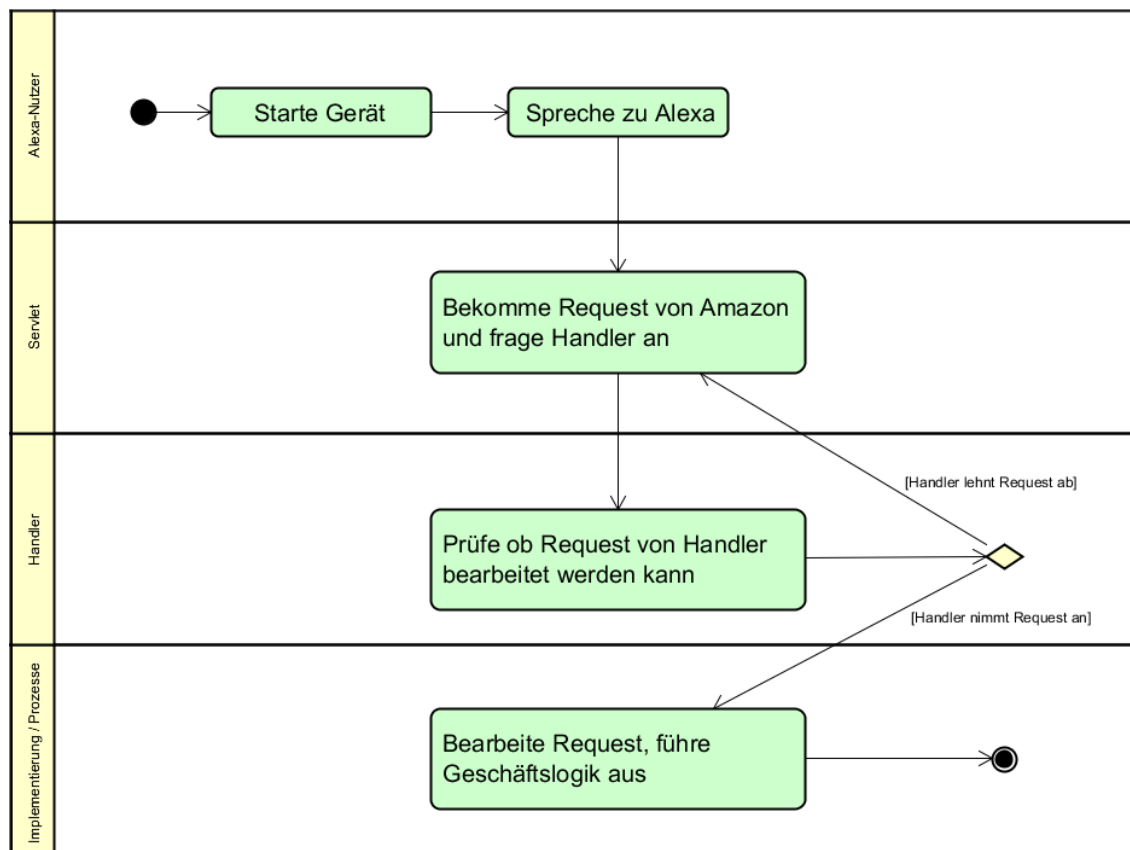 Alexa-Nutzer
Starte Gerät
Spreche zu Alexa
Servlet
Bekomme Request von Amazon
und frage Handler an
Handler
[Handler lehnt Request ab]
Prüfe ob Request von Handler
bearbeitet werden kann
[Handler nimmt Request an]
Implementierung / Prozesse
Bearbeite Request, führe
Geschäftslogik aus